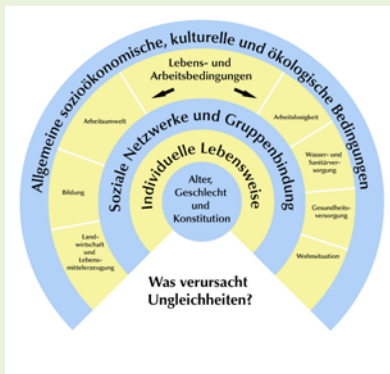 Allgemeine sozioökonomische, kulturelle und ökologische Bedingungen
Lebens- und
Arbeitsbedingungen
Arbeitsumwelt
Bildung
Land-
wirtschaft
und
Lebens-
mittelerzeugung
Arbeitslosigkeit
Wasser- und
Sanitärver-
sorgung
Gesundheits-
versorgung
Wohnsituation
Soziale Netzwerke und Gruppenbindung
Individuelle Lebensweise
Alter,
Geschlecht
und
Konstitution
Was verursacht
Ungleichheiten?